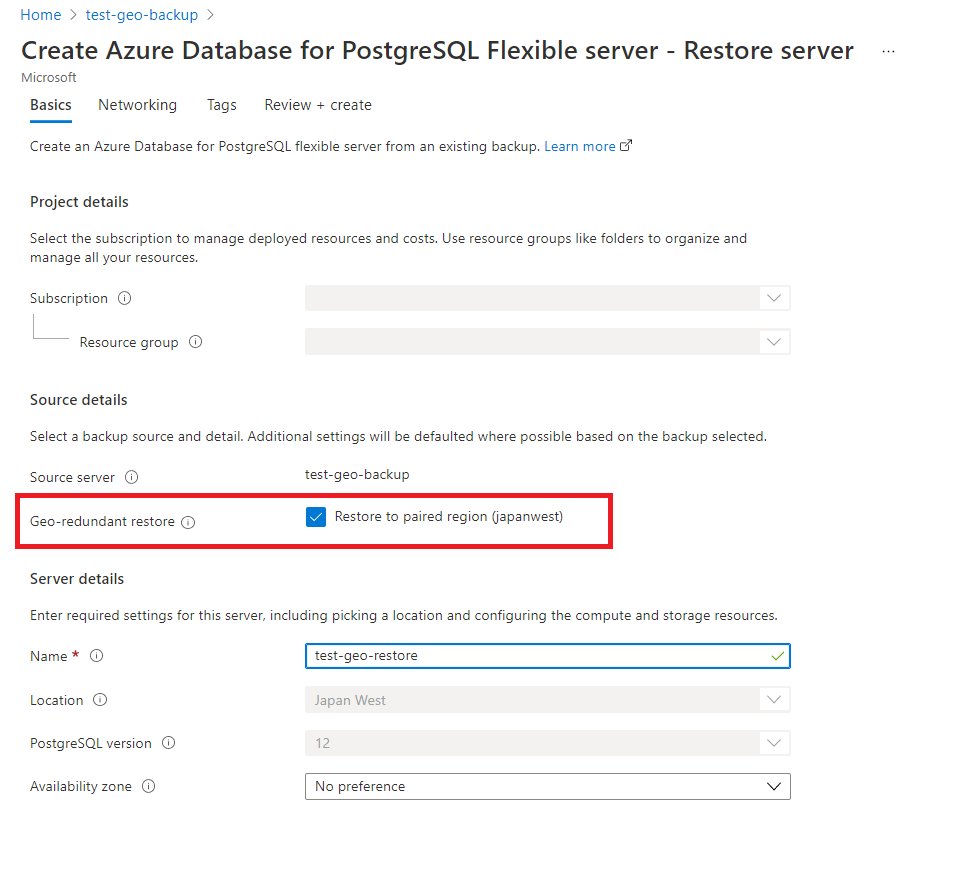 Home > test-geo-backup >
Create Azure Database for PostgreSQL Flexible server - Restore server ...
Microsoft
Basics Networking Tags Review + create
Create an Azure Database for PostgreSQL flexible server from an existing backup. Learn more
Project details
Select the subscription to manage deployed resources and costs. Use resource groups like folders to organize and
manage all your resources.
Subscription
Resource group
Source details
Select a backup source and detail. Additional settings will be defaulted where possible based on the backup selected.
Source server test-geo-backup
Geo-redundant restore Restore to paired region (japanwest)
Server details
Enter required settings for this server, including picking a location and configuring the compute and storage resources.
Name * test-geo-restore
Location Japan West
PostgreSQL version 12
Availability zone No preference